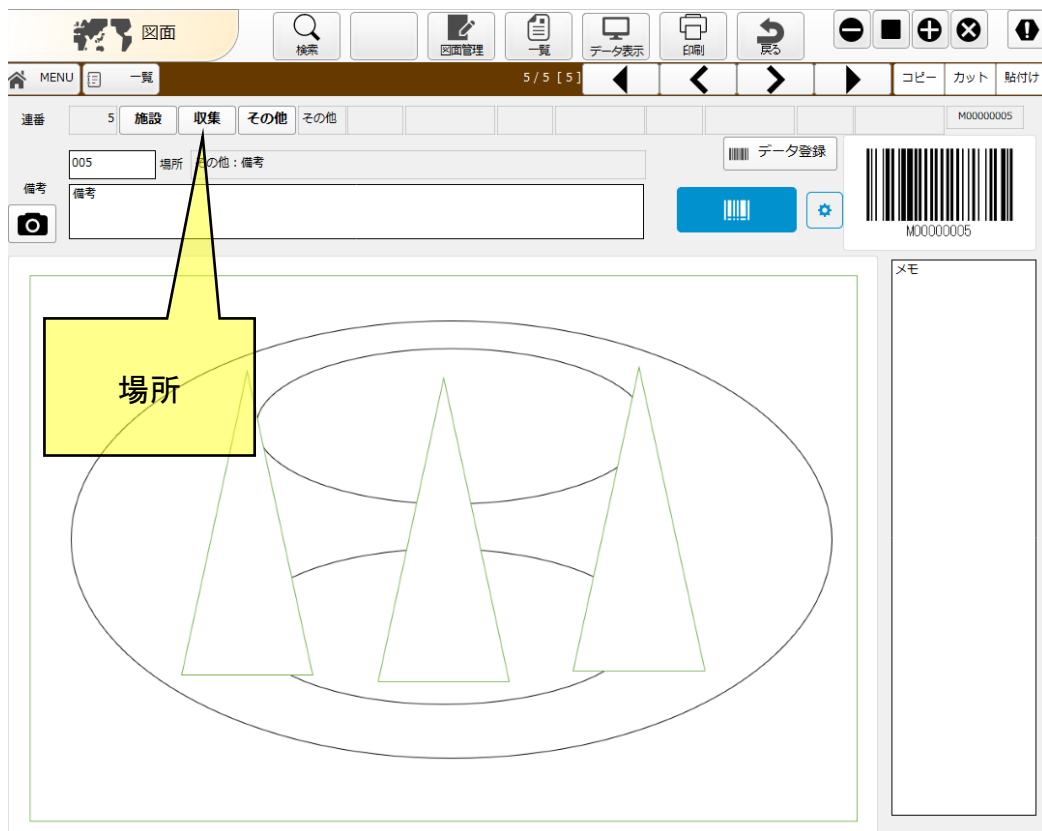 図面
検索
図面管理
一覧
データ表示
印刷
戻る
MENU
一覧
5 / 5 [ 5 ]
コピー
カット
貼付け
連番
5
施設
収集
その他
その他
M00000005
005
場所
その他：備考
データ登録
備考
備考
M00000005
メモ
場所